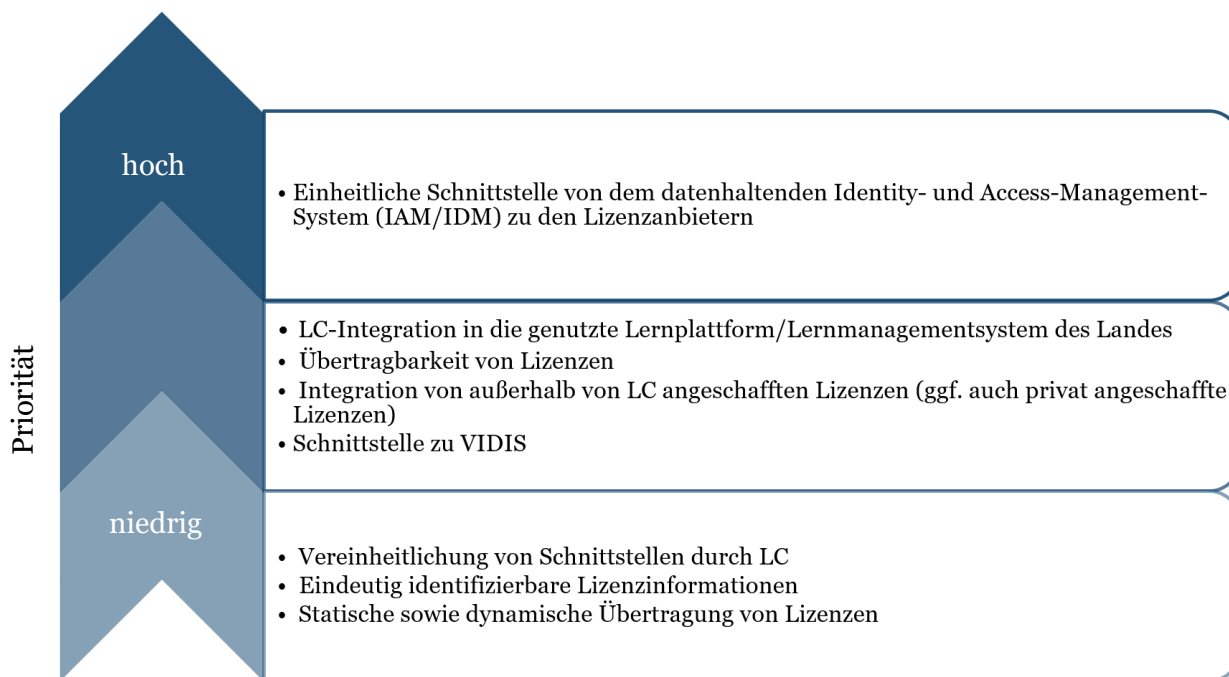 Priorität
hoch
• Einheitliche Schnittstelle von dem datenhaltenden Identity- und Access-Management-
System (IAM/IDM) zu den Lizenzanbietern
• LC-Integration in die genutzte Lernplattform/Lernmanagementsystem des Landes
• Übertragbarkeit von Lizenzen
• Integration von außerhalb von LC angeschafften Lizenzen (ggf. auch privat angeschaffte
Lizenzen)
• Schnittstelle zu VIDIS
niedrig
• Vereinheitlichung von Schnittstellen durch LC
• Eindeutig identifizierbare Lizenzinformationen
• Statische sowie dynamische Übertragung von Lizenzen